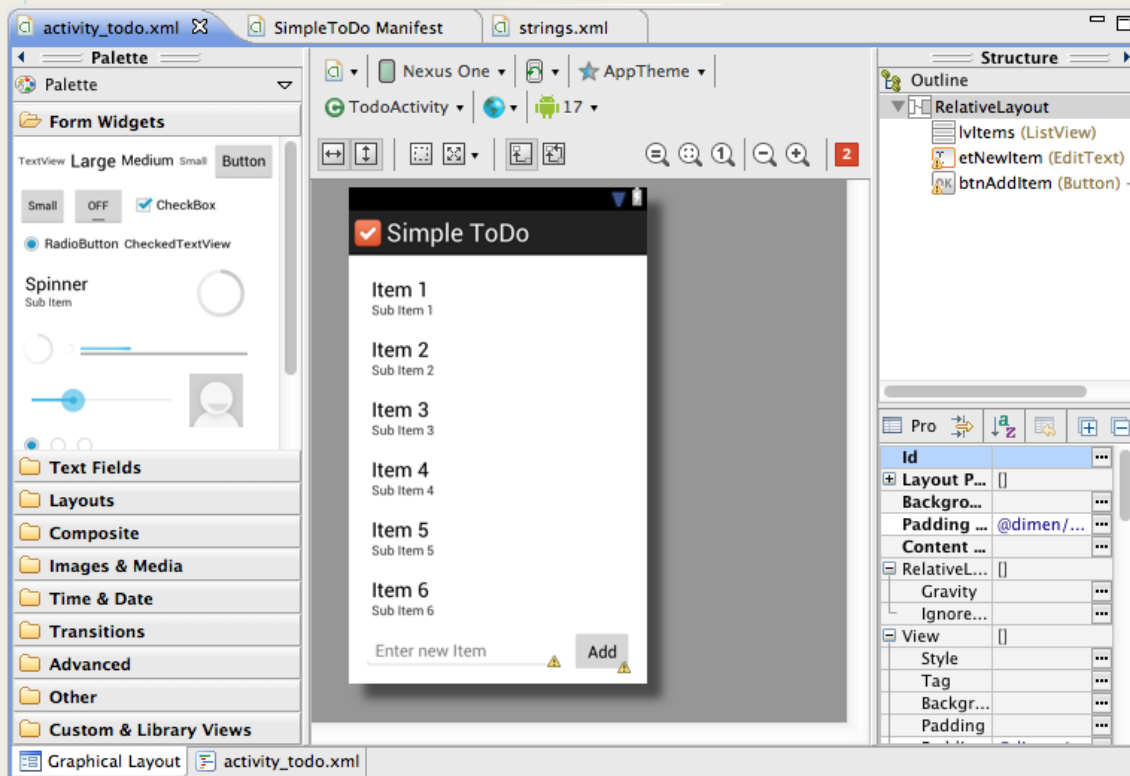 activity_todo.xml
SimpleToDo Manifest
strings.xml
Palette
Palette
Form Widgets
TextView Large Medium Small Button
Small OFF CheckBox
RadioButton CheckedTextView
Spinner
Sub Item
Text Fields
Layouts
Composite
Images & Media
Time & Date
Transitions
Advanced
Other
Custom & Library Views
Graphical Layout
activity_todo.xml
Nexus One
AppTheme
TodoActivity
17
1
2
Simple ToDo
Item 1
Sub Item 1
Item 2
Sub Item 2
Item 3
Sub Item 3
Item 4
Sub Item 4
Item 5
Sub Item 5
Item 6
Sub Item 6
Enter new Item
Add
Structure
Outline
RelativeLayout
lvItems (ListView)
etNewItem (EditText)
OK btnAddItem (Button) -
Pro
a
z
Id
Layout P... []
Backgro...
Padding ... @dimen/...
Content ...
RelativeL... []
Gravity
Ignore...
View []
Style
Tag
Backgr...
Padding